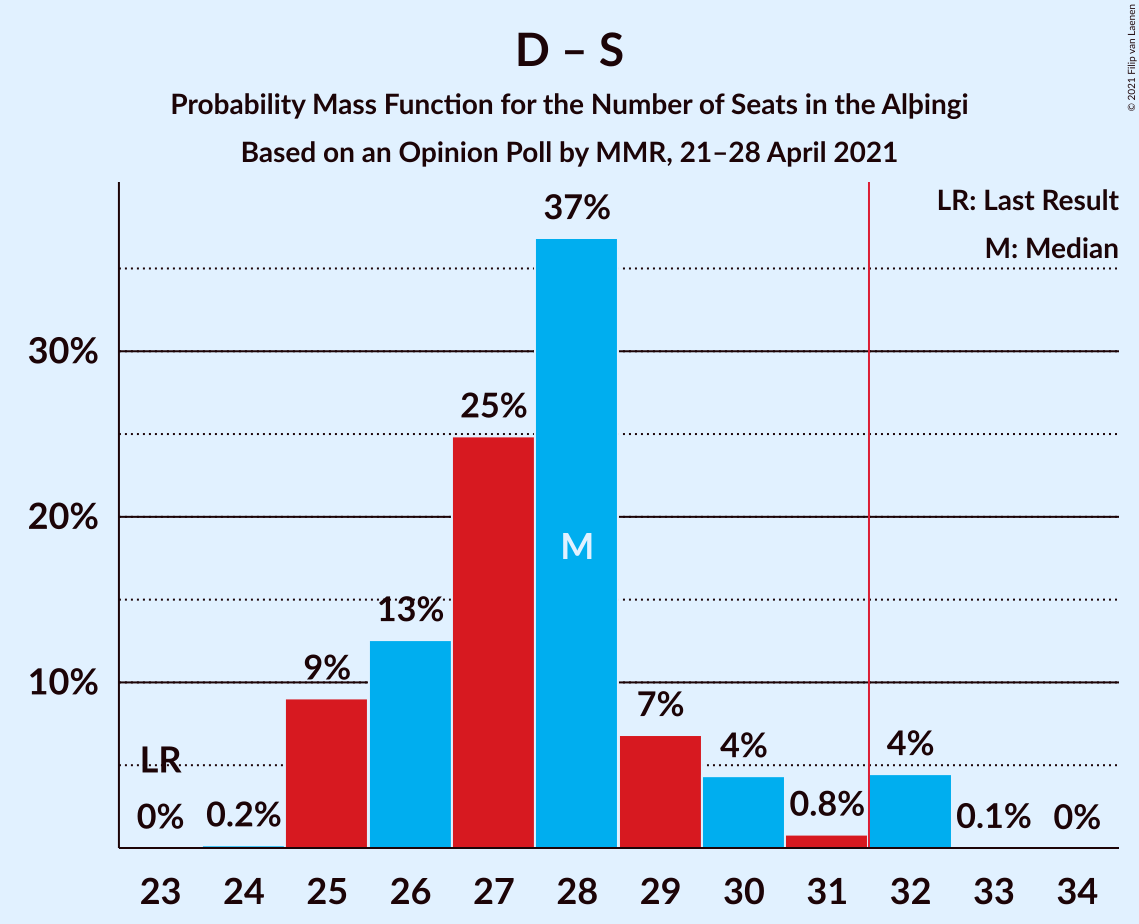 D – S
Probability Mass Function for the Number of Seats in the Alþingi
Based on an Opinion Poll by MMR, 21–28 April 2021
© 2021 Filip van Laenen
LR: Last Result
M: Median
37%
30%
25%
20%
M
13%
10%
9%
7%
LR
4%
4%
0%
0.2%
0.8%
0.1%
0%
23 24 25 26 27 28 29 30 31 32 33 34